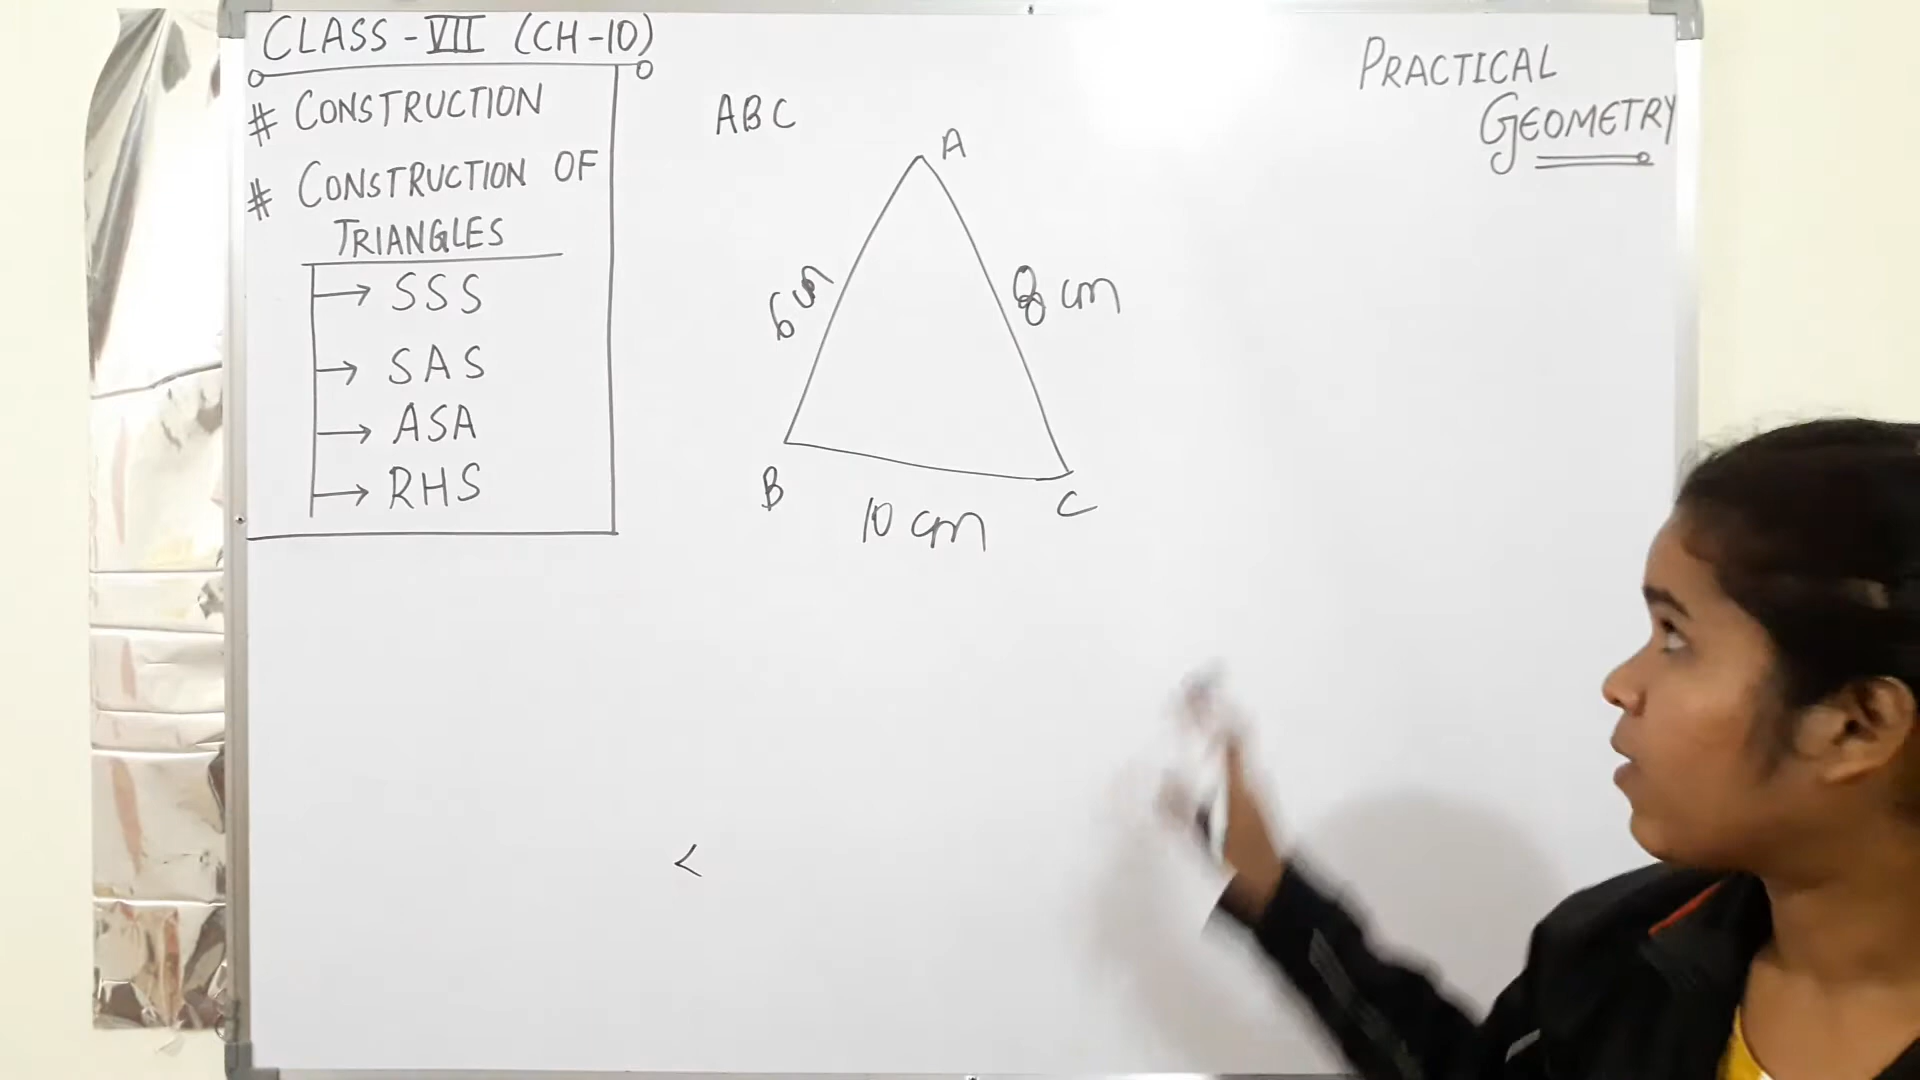 CLASS - VII (CH-10)
# CONSTRUCTION
# CONSTRUCTION OF
TRIANGLES
→ SSS
→ SAS
→ ASA
→ RHS
ABC
A
6 cm
8 cm
B
C
10 cm
<
PRACTICAL
GEOMETRY